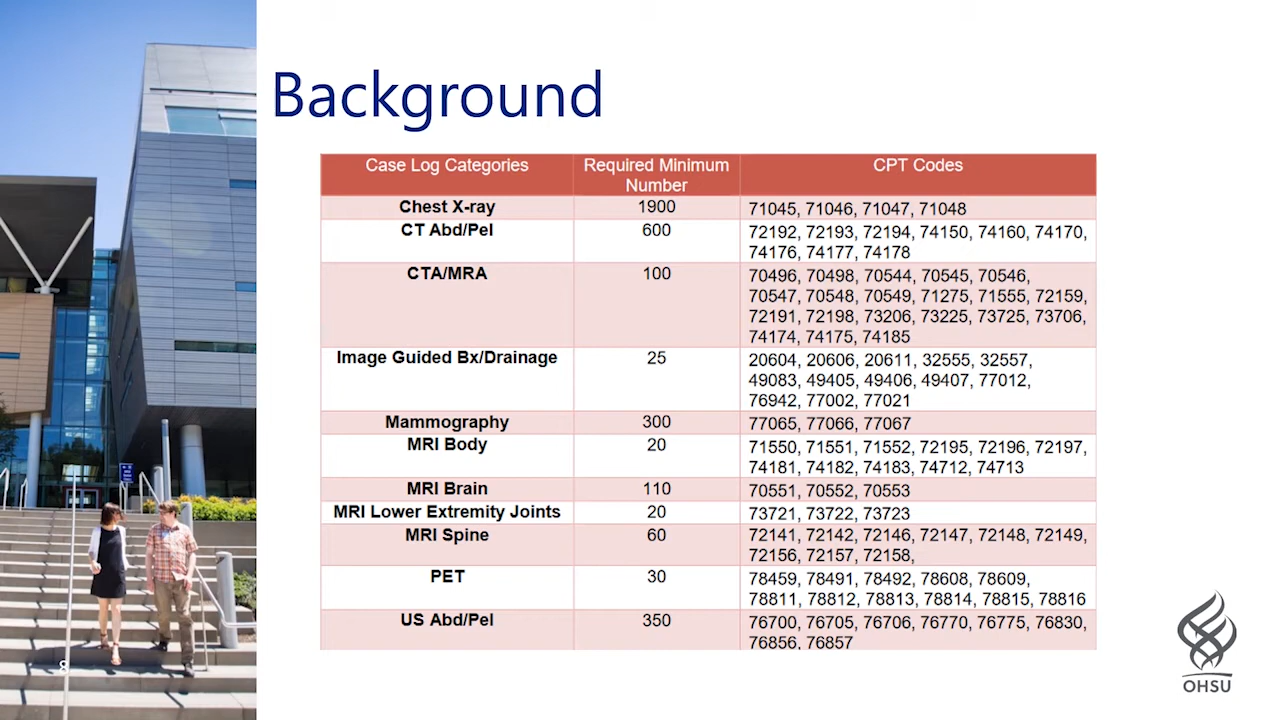 Background
Case Log Categories
Required Minimum
Number
CPT Codes
Chest X-ray
1900
71045, 71046, 71047, 71048
CT Abd/Pel
600
72192, 72193, 72194, 74150, 74160, 74170,
74176, 74177, 74178
CTA/MRA
100
70496, 70498, 70544, 70545, 70546,
70547, 70548, 70549, 71275, 71555, 72159,
72191, 72198, 73206, 73225, 73725, 73706,
74174, 74175, 74185
Image Guided Bx/Drainage
25
20604, 20606, 20611, 32555, 32557,
49083, 49405, 49406, 49407, 77012,
76942, 77002, 77021
Mammography
300
77065, 77066, 77067
MRI Body
20
71550, 71551, 71552, 72195, 72196, 72197,
74181, 74182, 74183, 74712, 74713
MRI Brain
110
70551, 70552, 70553
MRI Lower Extremity Joints
20
73721, 73722, 73723
MRI Spine
60
72141, 72142, 72146, 72147, 72148, 72149,
72156, 72157, 72158,
PET
30
78459, 78491, 78492, 78608, 78609,
78811, 78812, 78813, 78814, 78815, 78816
US Abd/Pel
350
76700, 76705, 76706, 76770, 76775, 76830,
76856, 76857
8
OHSU